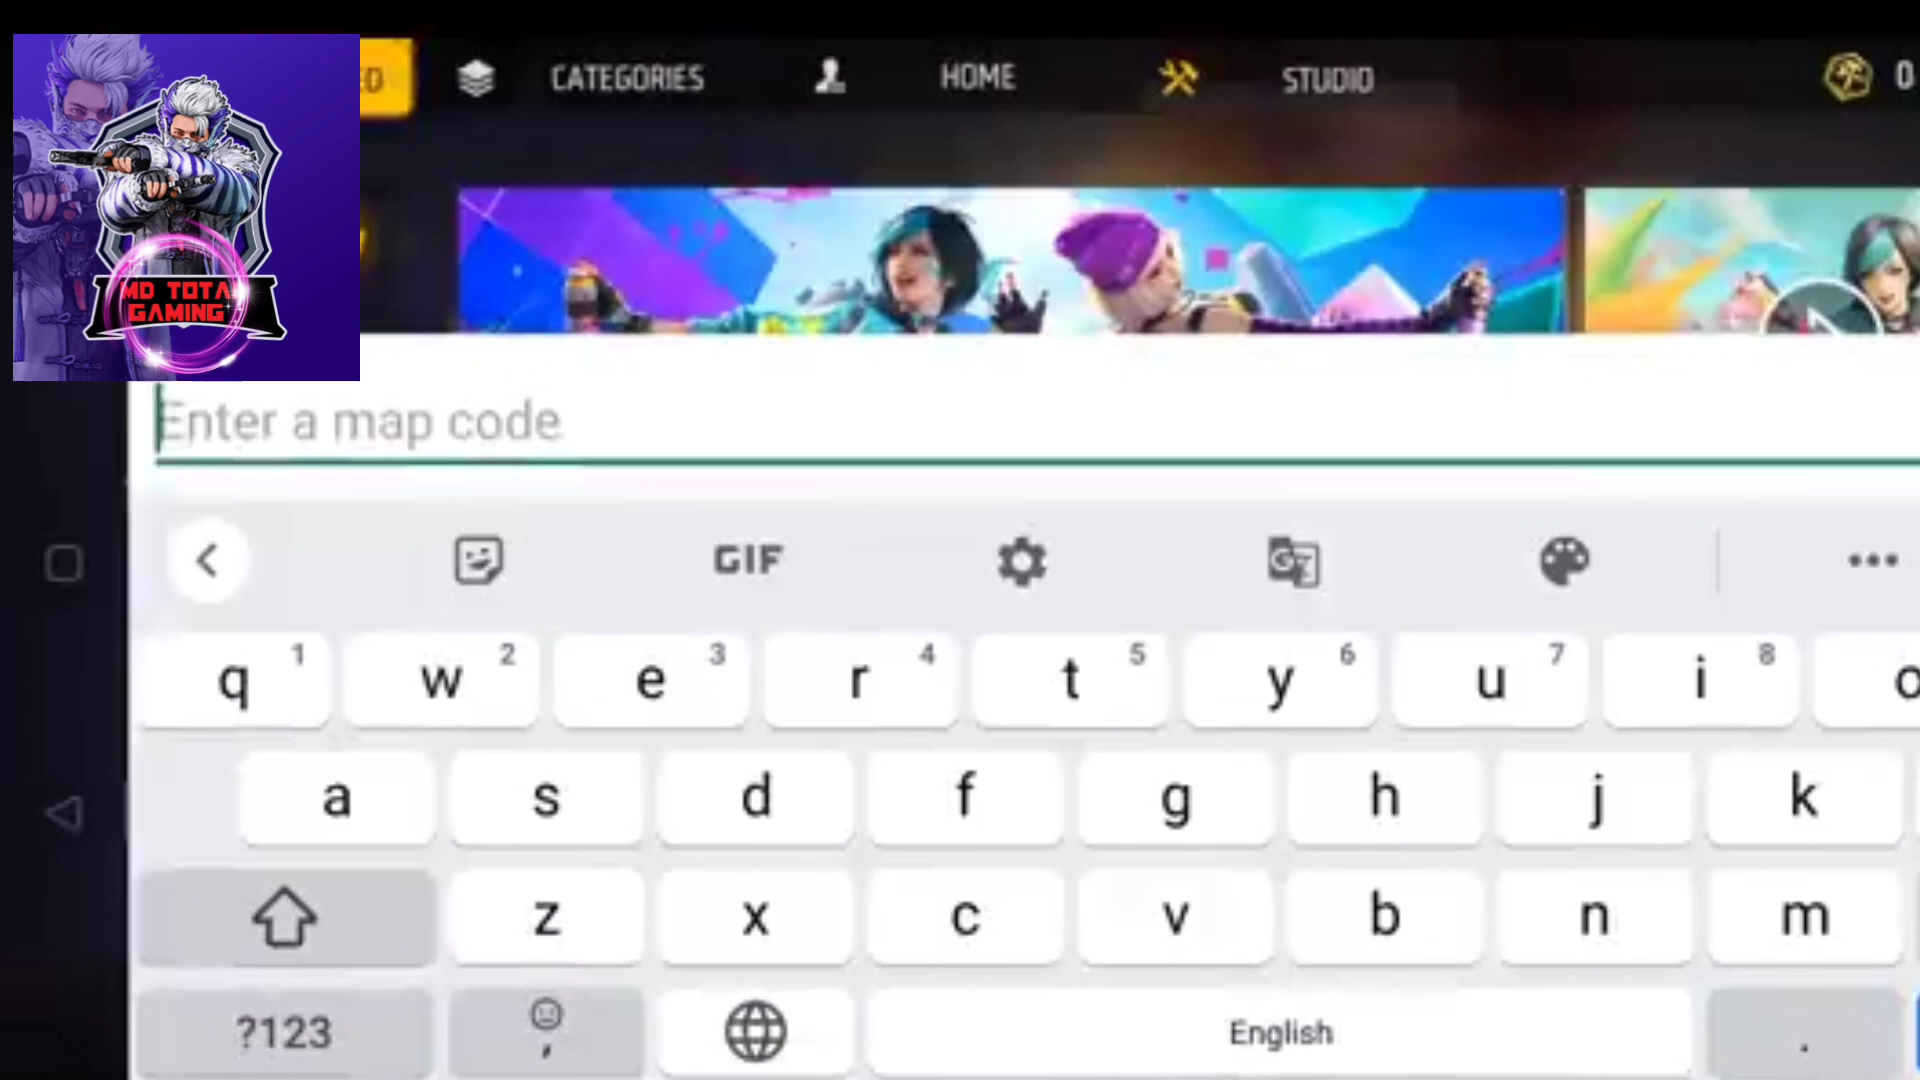 CATEGORIES
HOME
STUDIO
0
MD TOTA
GAMING
Enter a map code
GIF
q 1 w 2 e 3 r 4 t 5 y 6 u 7 i 8 o
a s d f g h j k
z x c v b n m
?123 , English .